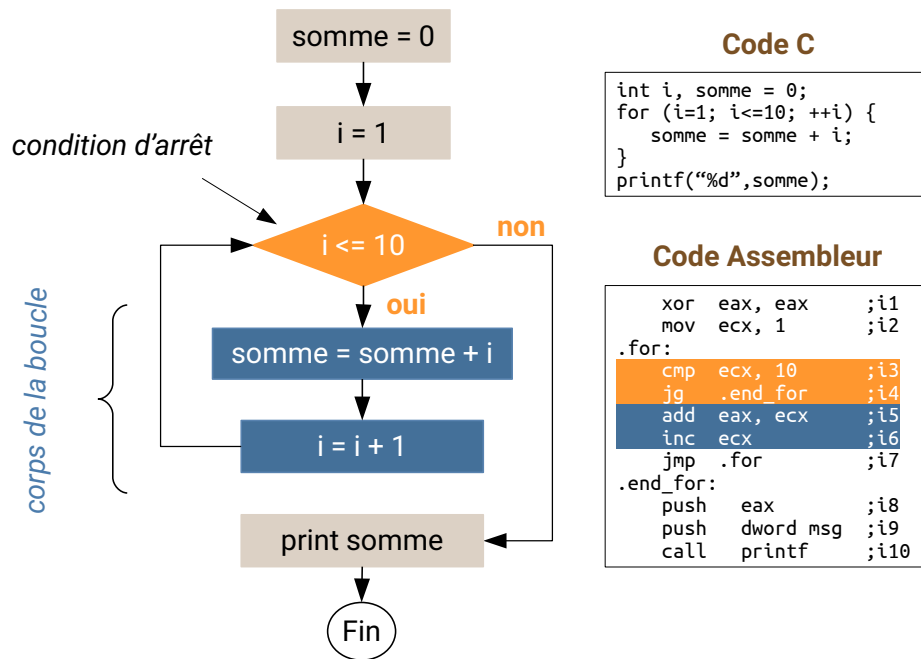 somme = 0
i = 1
condition d'arrêt
i <= 10
non
oui
corps de la boucle
somme = somme + i
i = i + 1
print somme
Fin
Code C
int i, somme = 0;
for (i=1; i<=10; ++i) {
   somme = somme + i;
}
printf(“%d”,somme);
Code Assembleur
    xor  eax, eax      ;i1
    mov  ecx, 1        ;i2
.for:
    cmp  ecx, 10       ;i3
    jg   .end_for      ;i4
    add  eax, ecx      ;i5
    inc  ecx           ;i6
    jmp  .for          ;i7
.end_for:
    push   eax         ;i8
    push   dword msg   ;i9
    call   printf      ;i10